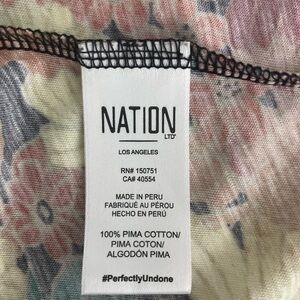 NATION
LTD®
LOS ANGELES
RN# 150751
CA# 40554
MADE IN PERU
FABRIQUÉ AU PÉROU
HECHO EN PERÚ
100% PIMA COTTON/
PIMA COTON/
ALGODÓN PIMA
#PerfectlyUndone